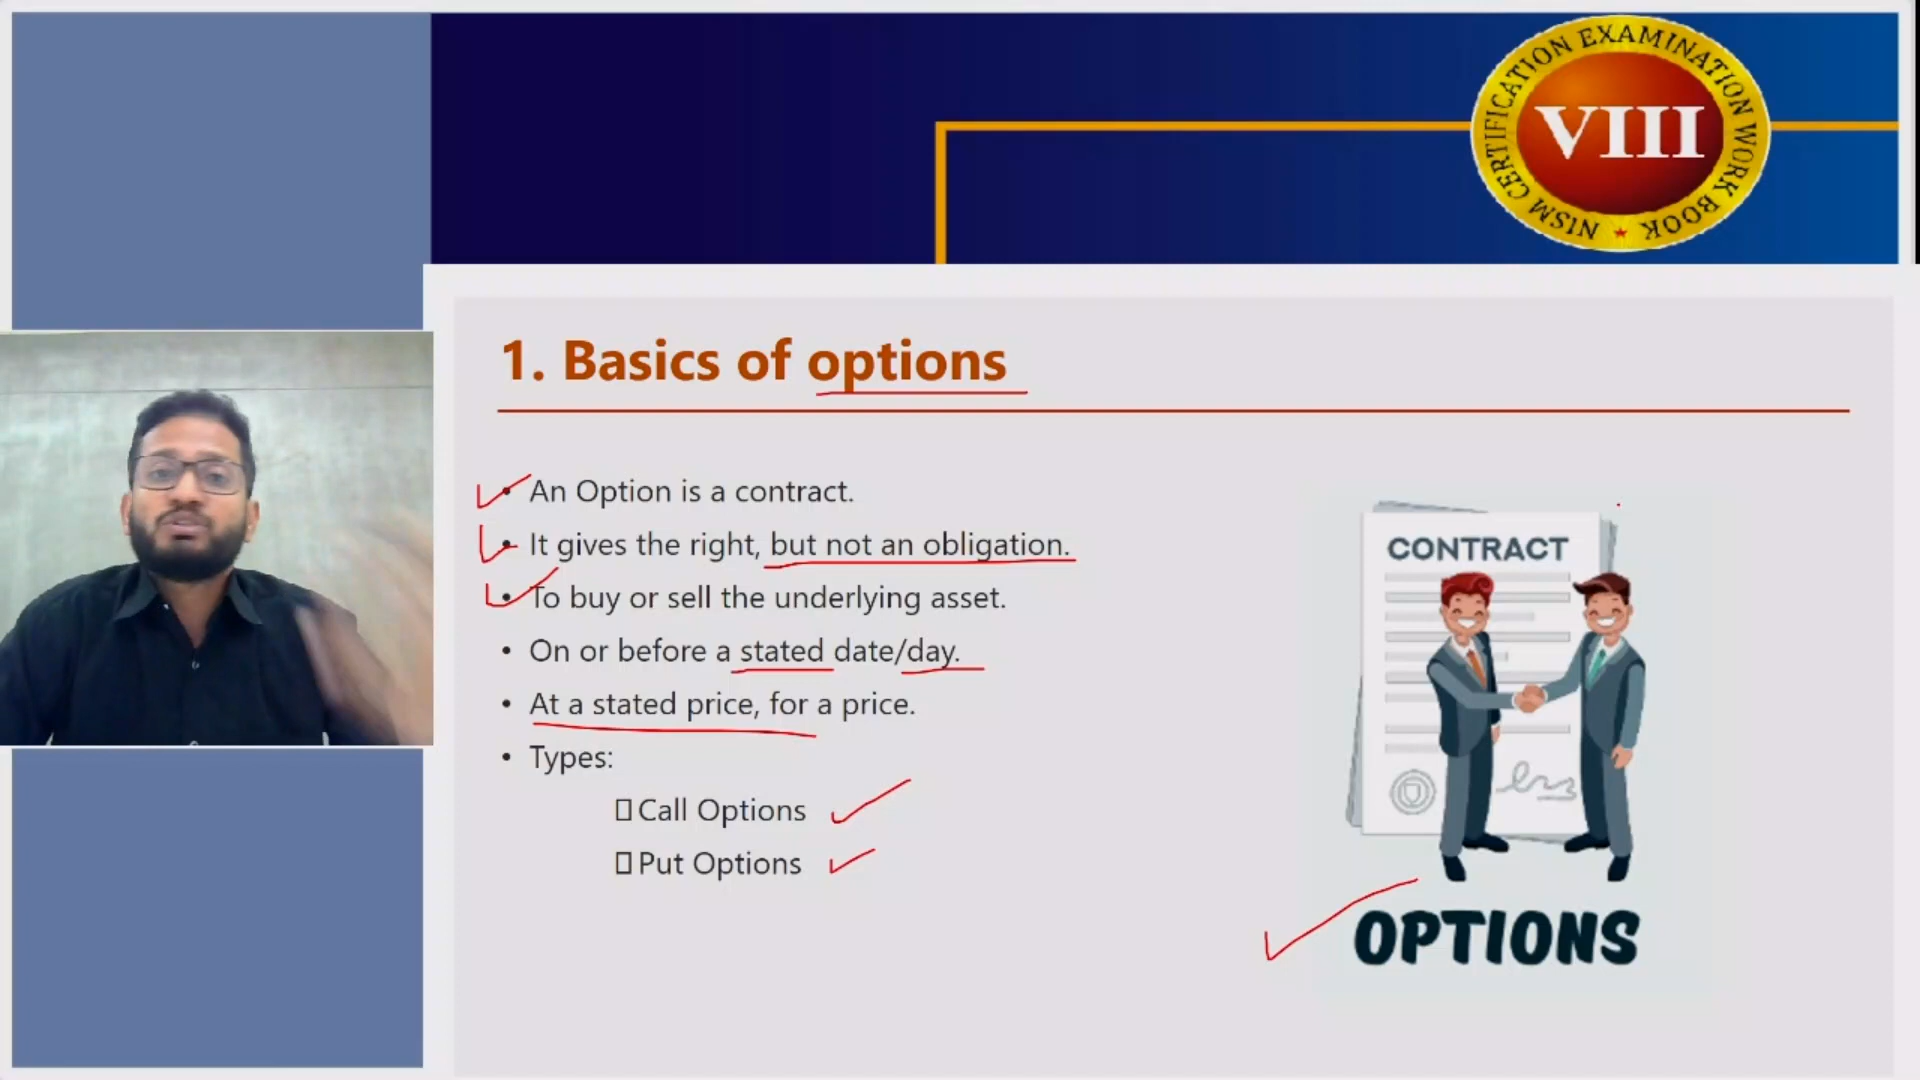 NISM CERTIFICATION EXAMINATION WORK BOOK
VIII
1. Basics of options
• An Option is a contract.
• It gives the right, but not an obligation.
• To buy or sell the underlying asset.
• On or before a stated date/day.
• At a stated price, for a price.
• Types:
Call Options
Put Options
CONTRACT
OPTIONS